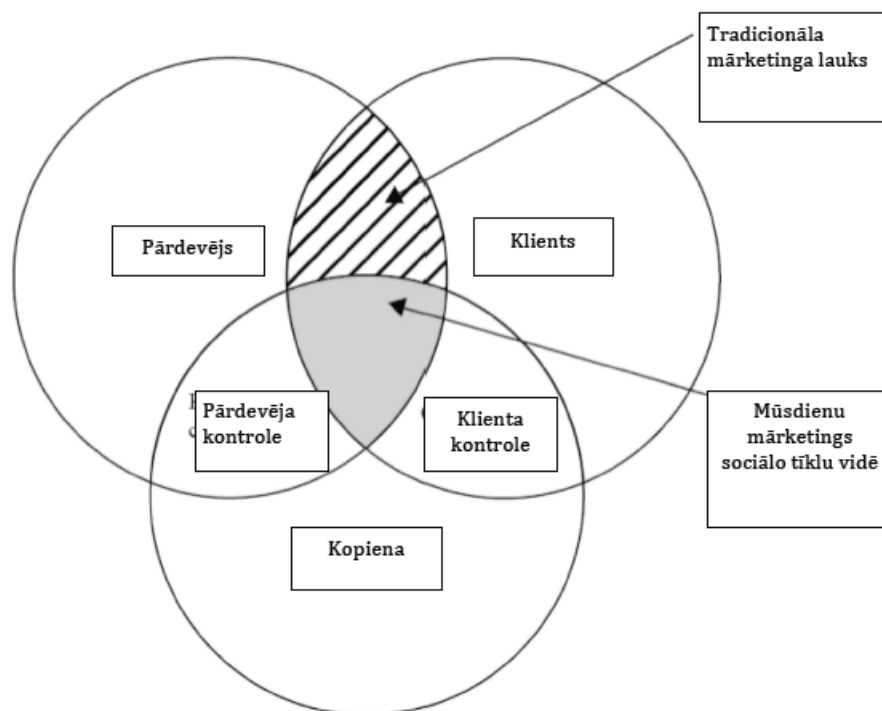 Tradicionāla
mārketinga lauks
Pārdevējs
Klients
Pārdevēja
kontrole
Klienta
kontrole
Mūsdienu
mārketings
sociālo tīklu vidē
Kopiena